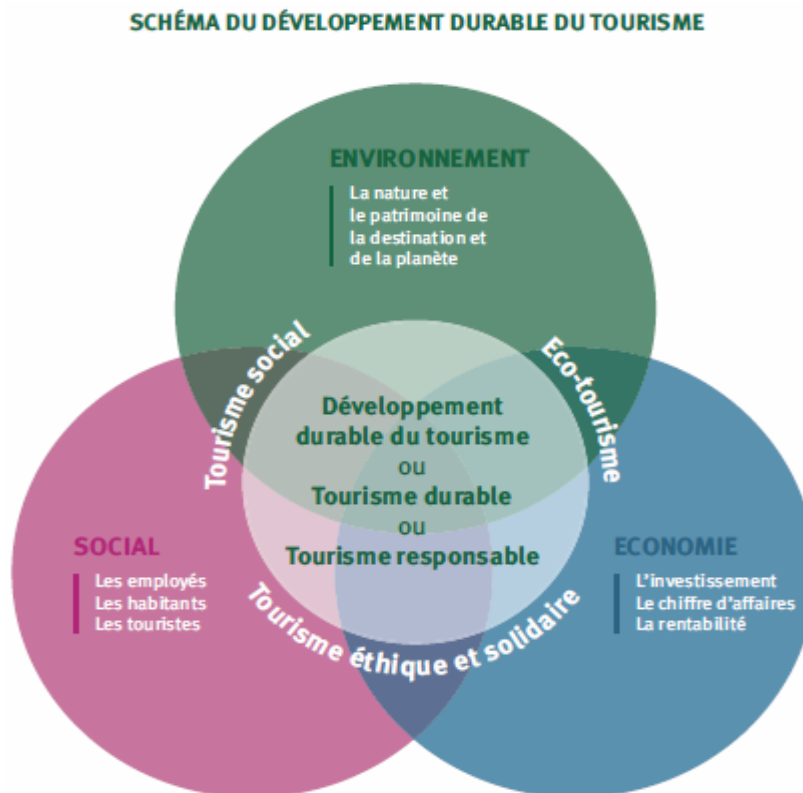 SCHÉMA DU DÉVELOPPEMENT DURABLE DU TOURISME
ENVIRONNEMENT
La nature et
le patrimoine de
la destination et
de la planète
Tourisme social
Eco-tourisme
Développement
durable du tourisme
ou
Tourisme durable
ou
Tourisme responsable
SOCIAL
Les employés
Les habitants
Les touristes
ECONOMIE
L'investissement
Le chiffre d'affaires
La rentabilité
Tourisme éthique et solidaire